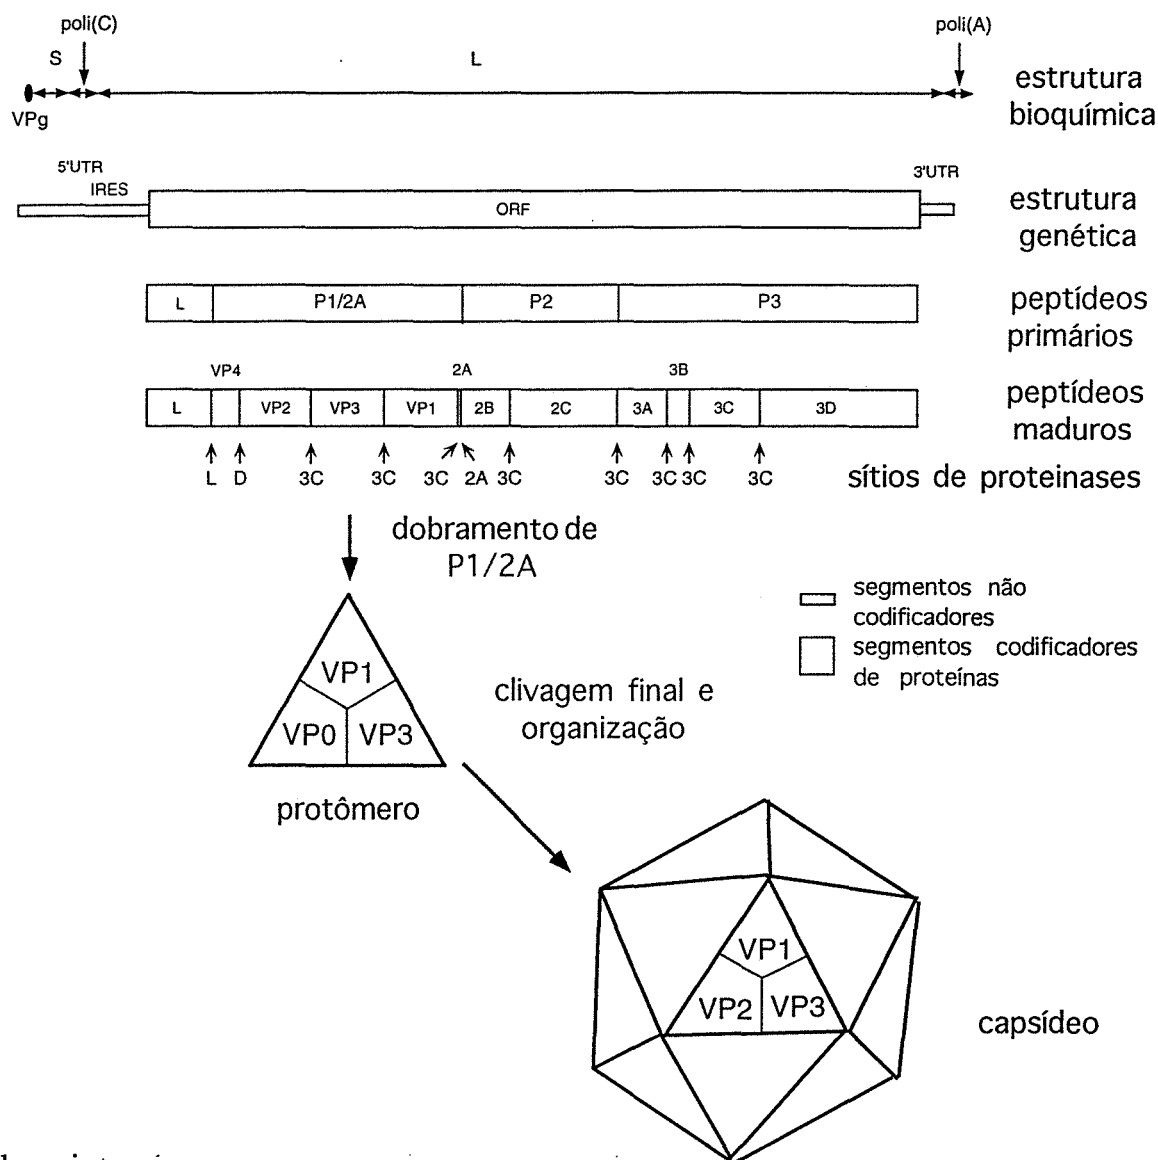 poli(C)
poli(A)
S
L
estrutura
bioquímica
VPg
5'UTR
IRES
3'UTR
ORF
estrutura
genética
L
P1/2A
P2
P3
peptídeos
primários
VP4
2A
3B
L
VP2
VP3
VP1
2B
2C
3A
3C
3D
peptídeos
maduros
L
D
3C
3C
3C
2A
3C
3C
3C
3C
3C
sítios de proteinases
dobramento de
P1/2A
segmentos não
codificadores
segmentos codificadores
de proteínas
VP1
VP0
VP3
clivagem final e
organização
protômero
VP1
VP2
VP3
capsídeo